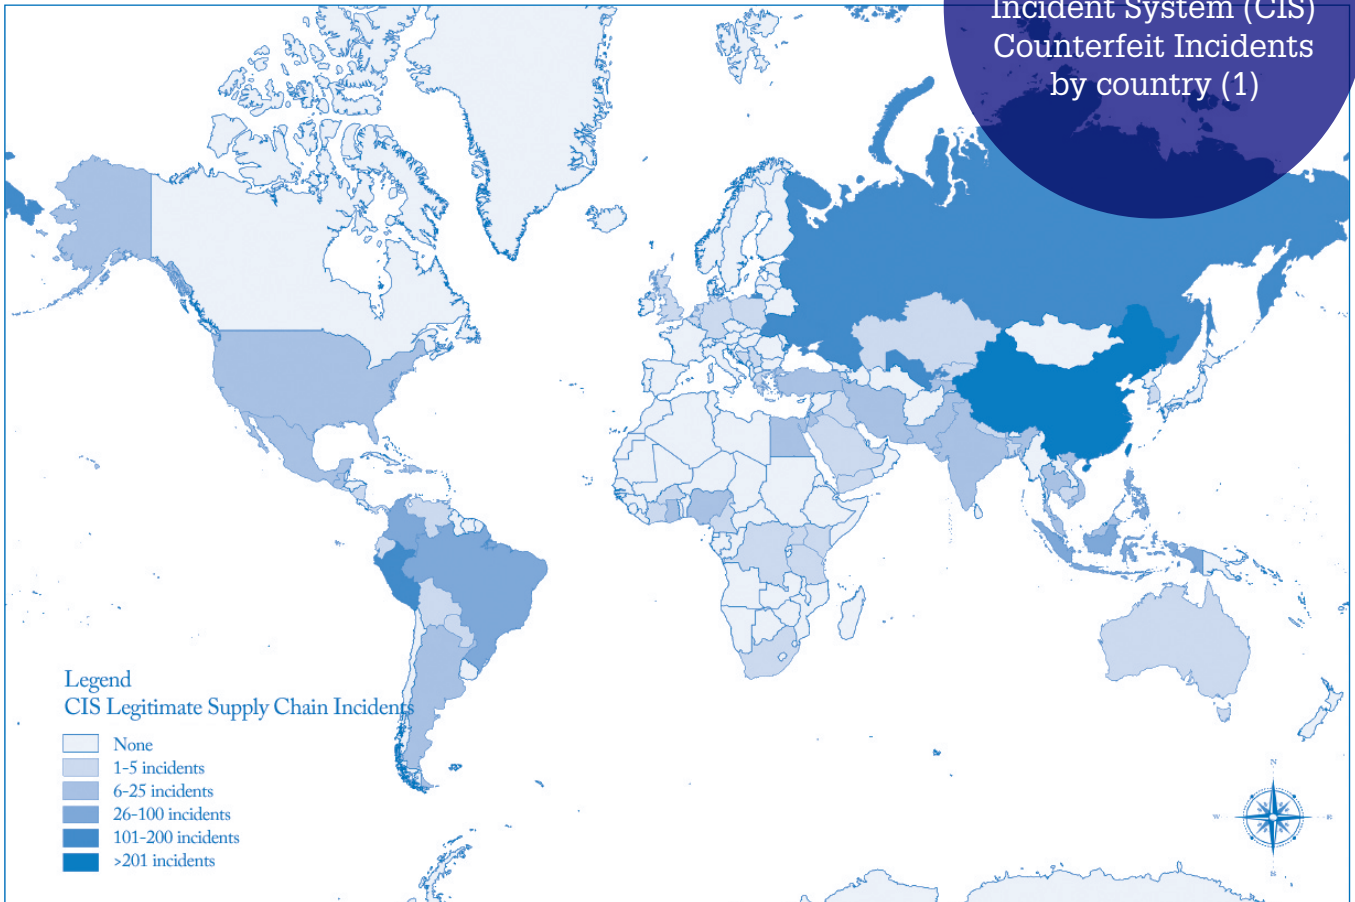 Incident System (CIS)
Counterfeit Incidents
by country (1)
Legend
CIS Legitimate Supply Chain Incidents
None
1-5 incidents
6-25 incidents
26-100 incidents
101-200 incidents
>201 incidents
N
W
E
S